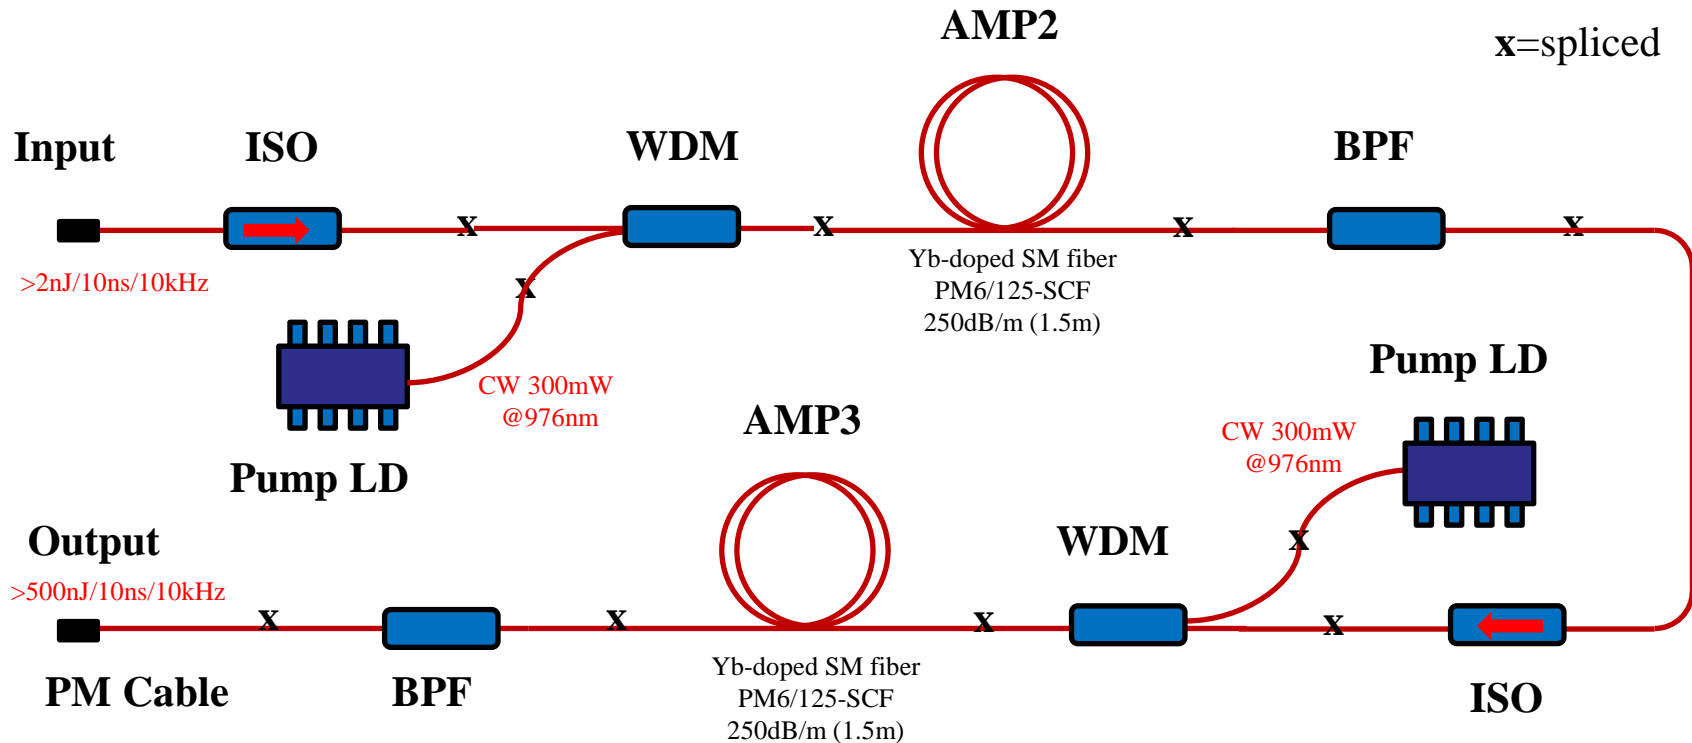 AMP2
x=spliced
Input
ISO
WDM
BPF
x
x
x
x
>2nJ/10ns/10kHz
x
Yb-doped SM fiber
PM6/125-SCF
250dB/m (1.5m)
CW 300mW
@976nm
Pump LD
Pump LD
AMP3
CW 300mW
@976nm
Output
>500nJ/10ns/10kHz
WDM
x
x
x
x
x
PM Cable
BPF
Yb-doped SM fiber
PM6/125-SCF
250dB/m (1.5m)
ISO